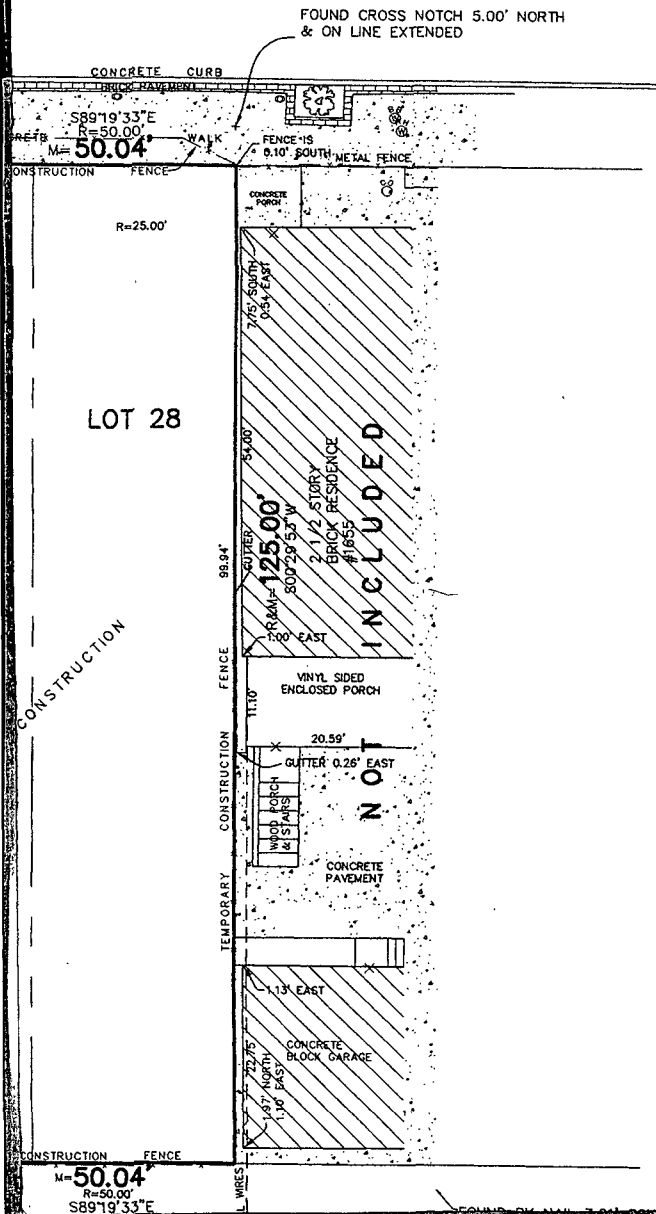 FOUND CROSS NOTCH 5.00' NORTH
& ON LINE EXTENDED
CONCRETE CURB
BRICK PAVEMENT
S89°19'33"E
R=50.00'
M=50.04'
WALK
FENCE IS
0.10' SOUTH
METAL FENCE
CONSTRUCTION FENCE
CONCRETE
PORCH
R=25.00'
7.75' SOUTH
0.54 EAST
LOT 28
54.00'
GUTTER
R&M=125.00'
S00°29'53"W
2 1/2 STORY
BRICK RESIDENCE
#1655
NOT INCLUDED
99.94'
1.00' EAST
CONSTRUCTION
VINYL SIDED
ENCLOSED PORCH
11.10'
20.59'
GUTTER 0.26' EAST
WOOD PORCH
& STAIRS
TEMPORARY CONSTRUCTION FENCE
CONCRETE
PAVEMENT
1.13' EAST
CONCRETE
BLOCK GARAGE
22.75
1.97' NORTH
1.10' EAST
CONSTRUCTION FENCE
M=50.04'
R=50.00'
S89°19'33"E
WIRES